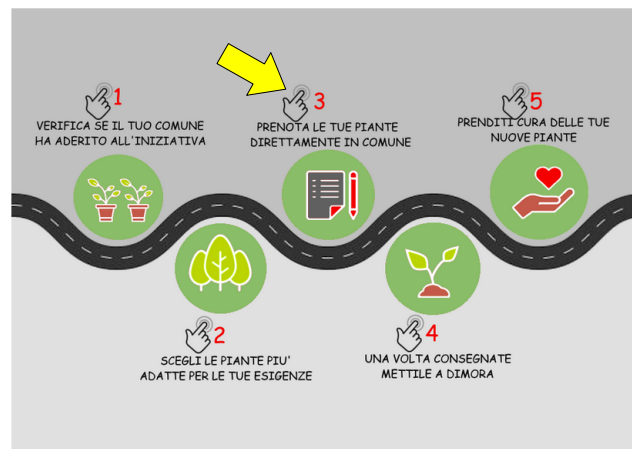 1
VERIFICA SE IL TUO COMUNE
HA ADERITO ALL'INIZIATIVA
2
SCEGLI LE PIANTE PIU'
ADATTE PER LE TUE ESIGENZE
3
PRENOTA LE TUE PIANTE
DIRETTAMENTE IN COMUNE
4
UNA VOLTA CONSEGNATE
METTILE A DIMORA
5
PRENDITI CURA DELLE TUE
NUOVE PIANTE